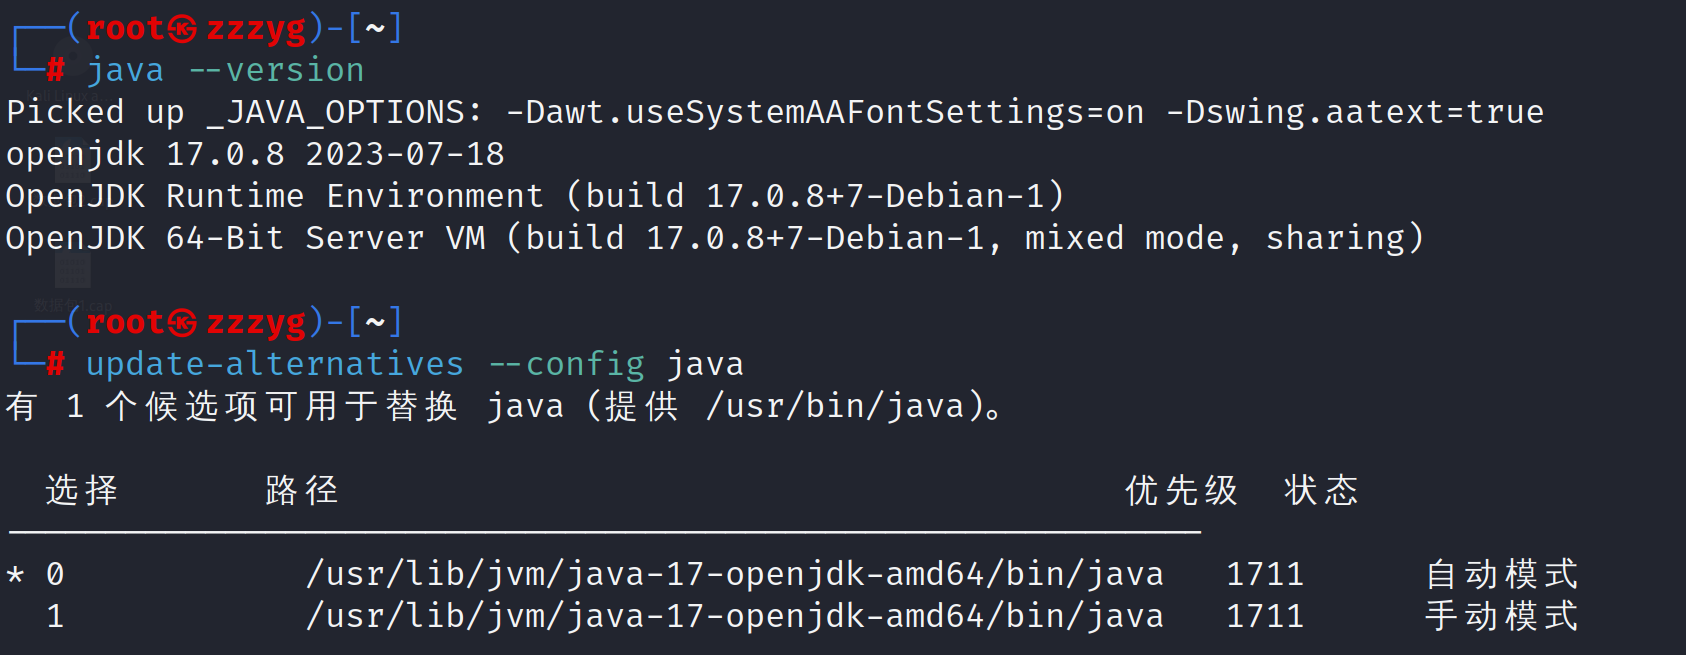 (root㉿zzzyg)-[~]
# java --version
Picked up _JAVA_OPTIONS: -Dawt.useSystemAAFontSettings=on -Dswing.aatext=true
openjdk 17.0.8 2023-07-18
OpenJDK Runtime Environment (build 17.0.8+7-Debian-1)
OpenJDK 64-Bit Server VM (build 17.0.8+7-Debian-1, mixed mode, sharing)
(root㉿zzzyg)-[~]
# update-alternatives --config java
有 1 个候选项可用于替换 java (提供 /usr/bin/java)。
选择 路径 优先级 状态
* 0 /usr/lib/jvm/java-17-openjdk-amd64/bin/java 1711 自动模式
1 /usr/lib/jvm/java-17-openjdk-amd64/bin/java 1711 手动模式